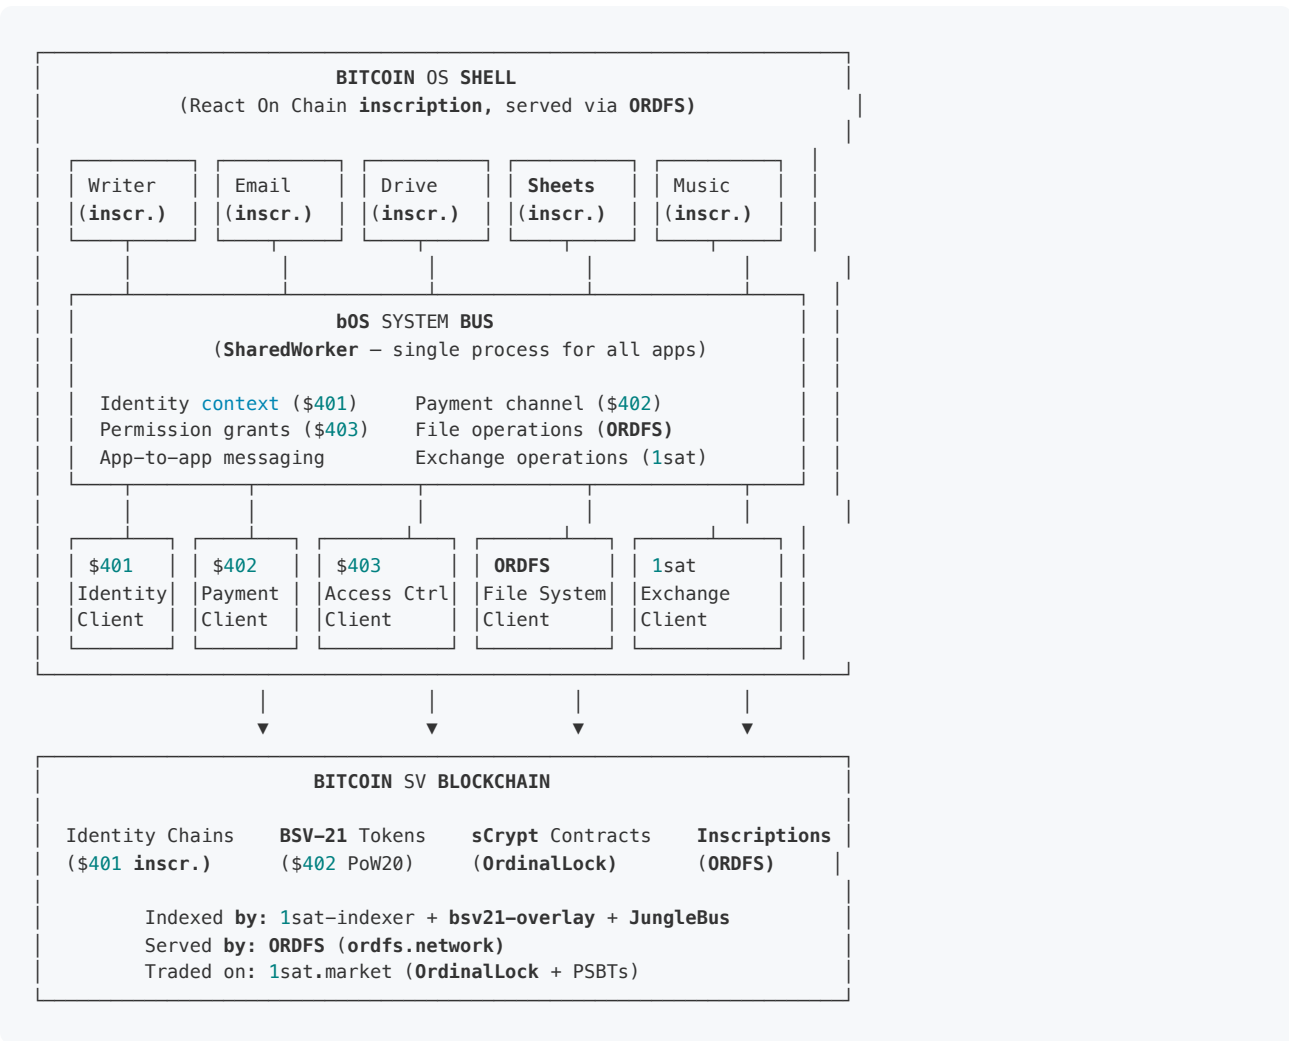 BITCOIN OS SHELL
(React On Chain inscription, served via ORDFS)
Writer Email Drive Sheets Music
(inscr.) (inscr.) (inscr.) (inscr.) (inscr.)
bOS SYSTEM BUS
(SharedWorker — single process for all apps)
Identity context ($401) Payment channel ($402)
Permission grants ($403) File operations (ORDFS)
App-to-app messaging Exchange operations (1sat)
$401 $402 $403 ORDFS 1sat
Identity Payment Access Ctrl File System Exchange
Client Client Client Client Client
BITCOIN SV BLOCKCHAIN
Identity Chains BSV-21 Tokens sCrypt Contracts Inscriptions
($401 inscr.) ($402 PoW20) (OrdinalLock) (ORDFS)
Indexed by: 1sat-indexer + bsv21-overlay + JungleBus
Served by: ORDFS (ordfs.network)
Traded on: 1sat.market (OrdinalLock + PSBTs)